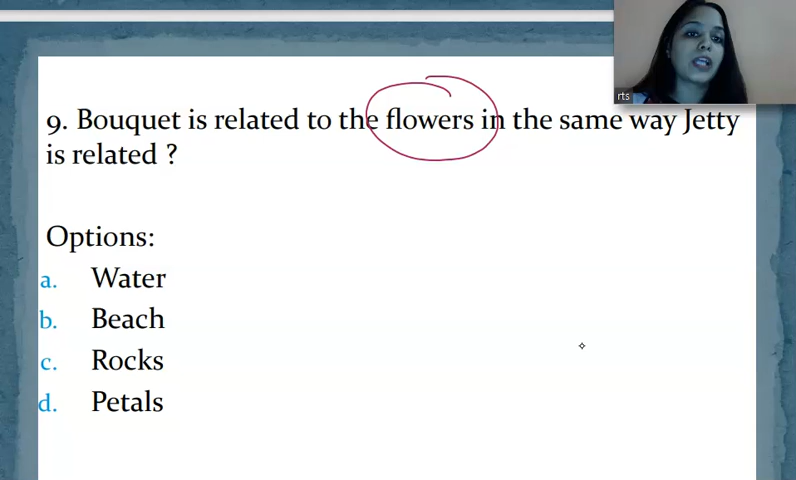 rts
9. Bouquet is related to the flowers in the same way Jetty
is related ?
Options:
a. Water
b. Beach
c. Rocks
d. Petals